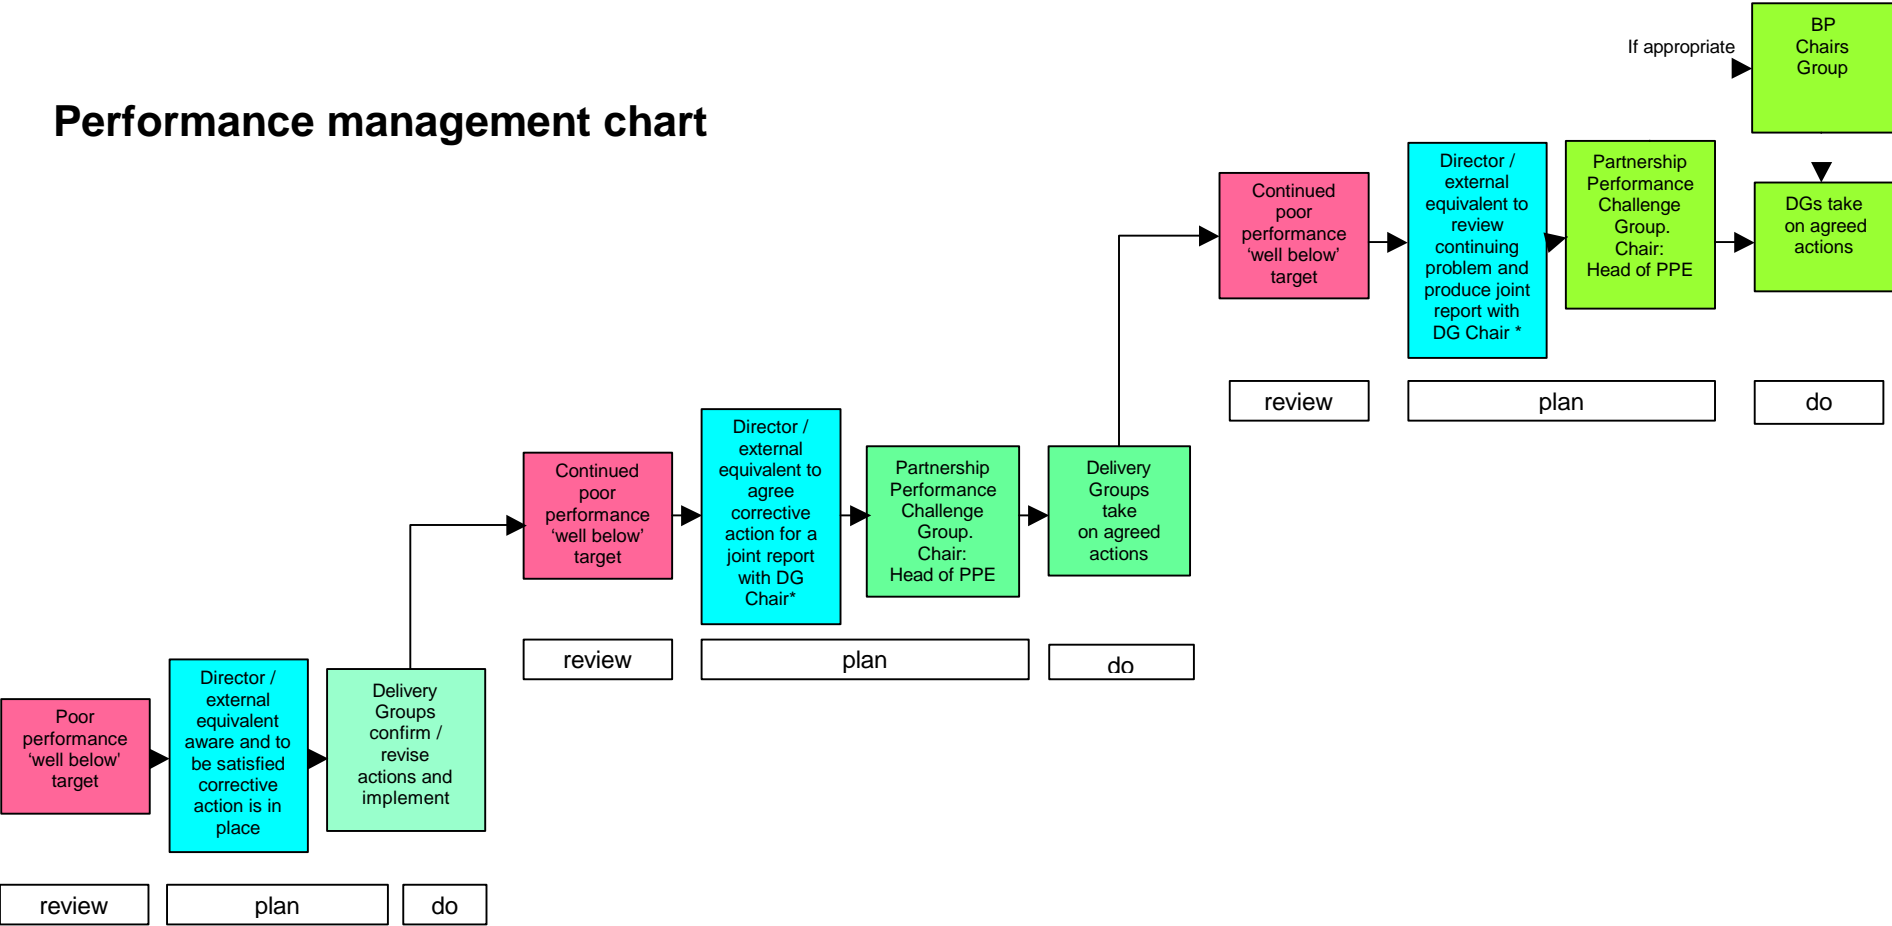 Performance management chart
If appropriate
BP
Chairs
Group
Continued
poor
performance
‘well below’
target
Director /
external
equivalent to
review
continuing
problem and
produce joint
report with
DG Chair *
Partnership
Performance
Challenge
Group.
Chair:
Head of PPE
DGs take
on agreed
actions
review
plan
do
Continued
poor
performance
‘well below’
target
Director /
external
equivalent to
agree
corrective
action for a
joint report
with DG
Chair*
Partnership
Performance
Challenge
Group.
Chair:
Head of PPE
Delivery
Groups
take
on agreed
actions
review
plan
do
Poor
performance
‘well below’
target
Director /
external
equivalent
aware and to
be satisfied
corrective
action is in
place
Delivery
Groups
confirm /
revise
actions and
implement
review
plan
do